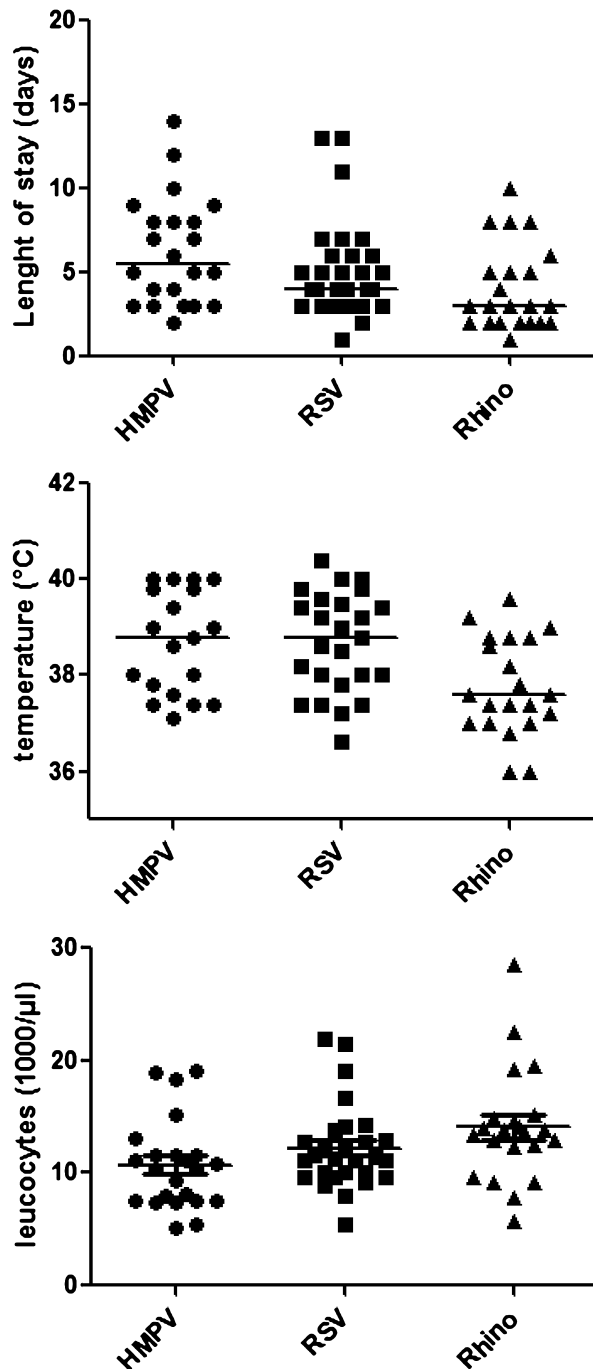 Lenght of stay (days)
20
15
10
5
0
HMPV
RSV
Rhino
temperature (°C)
42
40
38
36
HMPV
RSV
Rhino
leucocytes (1000/µl)
30
20
10
0
HMPV
RSV
Rhino